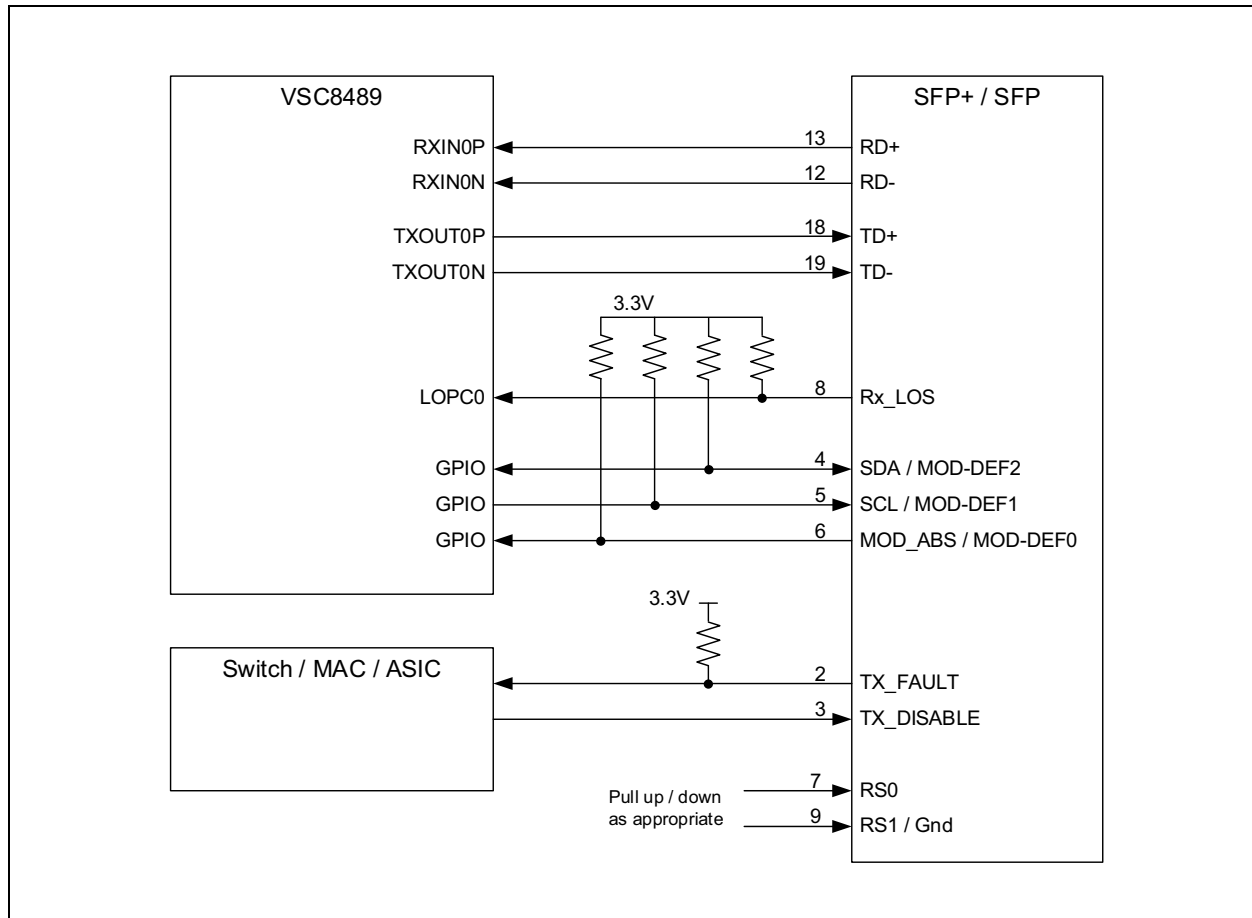 VSC8489
SFP+ / SFP
RXIN0P
13
RD+
RXIN0N
12
RD-
TXOUT0P
18
TD+
TXOUT0N
19
TD-
3.3V
LOPC0
8
Rx_LOS
GPIO
4
SDA / MOD-DEF2
GPIO
5
SCL / MOD-DEF1
GPIO
6
MOD_ABS / MOD-DEF0
3.3V
Switch / MAC / ASIC
2
TX_FAULT
3
TX_DISABLE
Pull up / down
as appropriate
7
RS0
9
RS1 / Gnd